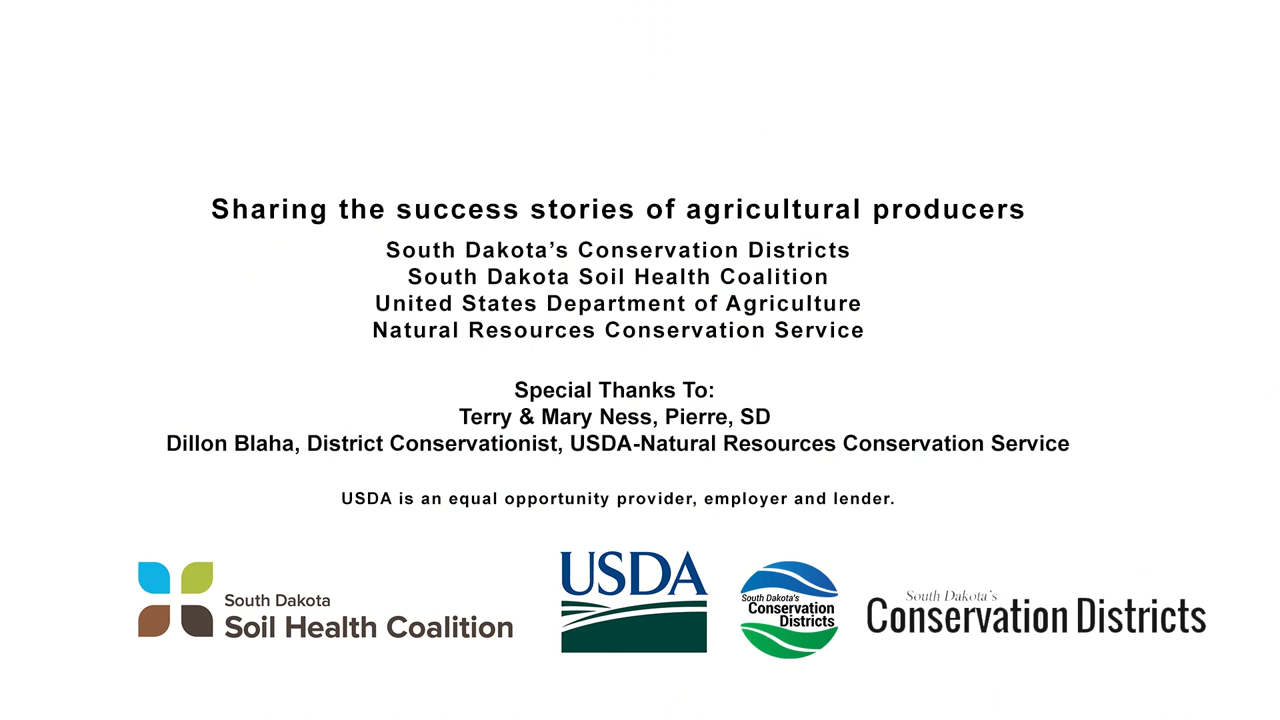 Sharing the success stories of agricultural producers
South Dakota’s Conservation Districts
South Dakota Soil Health Coalition
United States Department of Agriculture
Natural Resources Conservation Service
Special Thanks To:
Terry & Mary Ness, Pierre, SD
Dillon Blaha, District Conservationist, USDA-Natural Resources Conservation Service
USDA is an equal opportunity provider, employer and lender.
South Dakota
Soil Health Coalition
USDA
South Dakota's
Conservation
Districts
South Dakota's
Conservation Districts